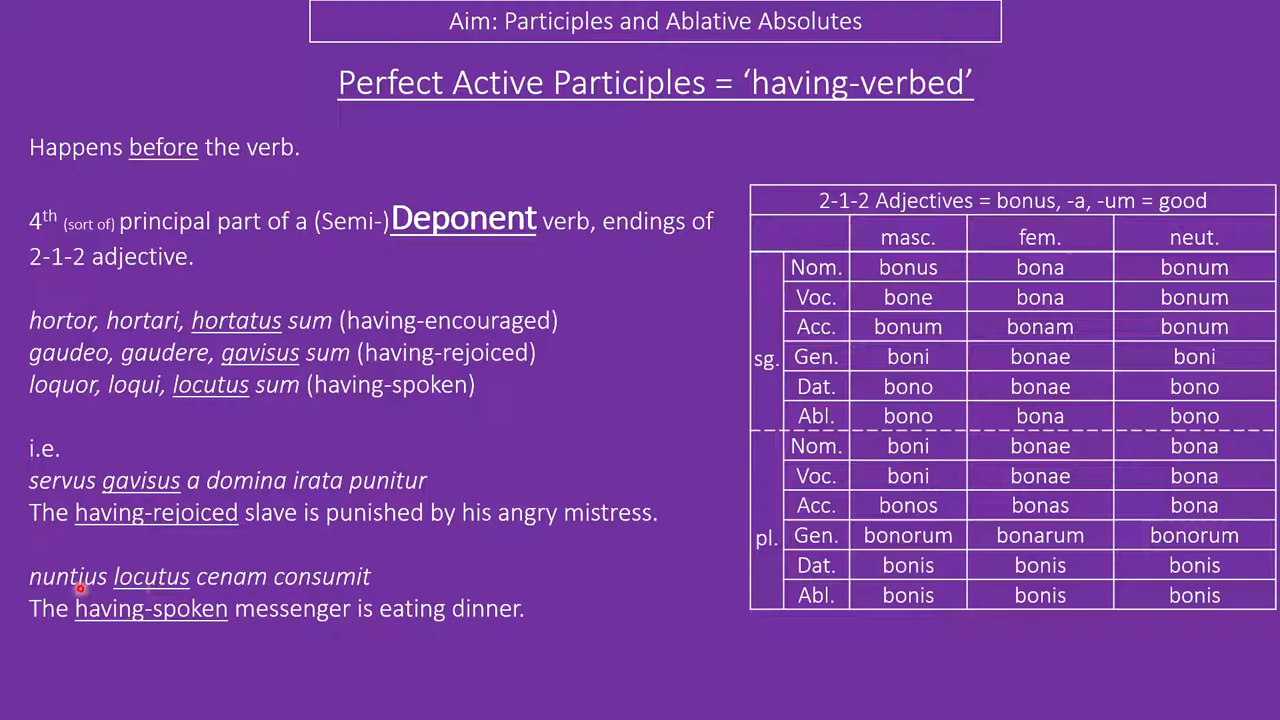 Aim: Participles and Ablative Absolutes
Perfect Active Participles = ‘having-verbed’
Happens before the verb.
4th (sort of) principal part of a (Semi-)Deponent verb, endings of
2-1-2 adjective.
hortor, hortari, hortatus sum (having-encouraged)
gaudeo, gaudere, gavisus sum (having-rejoiced)
loquor, loqui, locutus sum (having-spoken)
i.e.
servus gavisus a domina irata punitur
The having-rejoiced slave is punished by his angry mistress.
nuntius locutus cenam consumit
The having-spoken messenger is eating dinner.
2-1-2 Adjectives = bonus, -a, -um = good
masc. fem. neut.
sg.
Nom. bonus bona bonum
Voc. bone bona bonum
Acc. bonum bonam bonum
Gen. boni bonae boni
Dat. bono bonae bono
Abl. bono bona bono
pl.
Nom. boni bonae bona
Voc. boni bonae bona
Acc. bonos bonas bona
Gen. bonorum bonarum bonorum
Dat. bonis bonis bonis
Abl. bonis bonis bonis